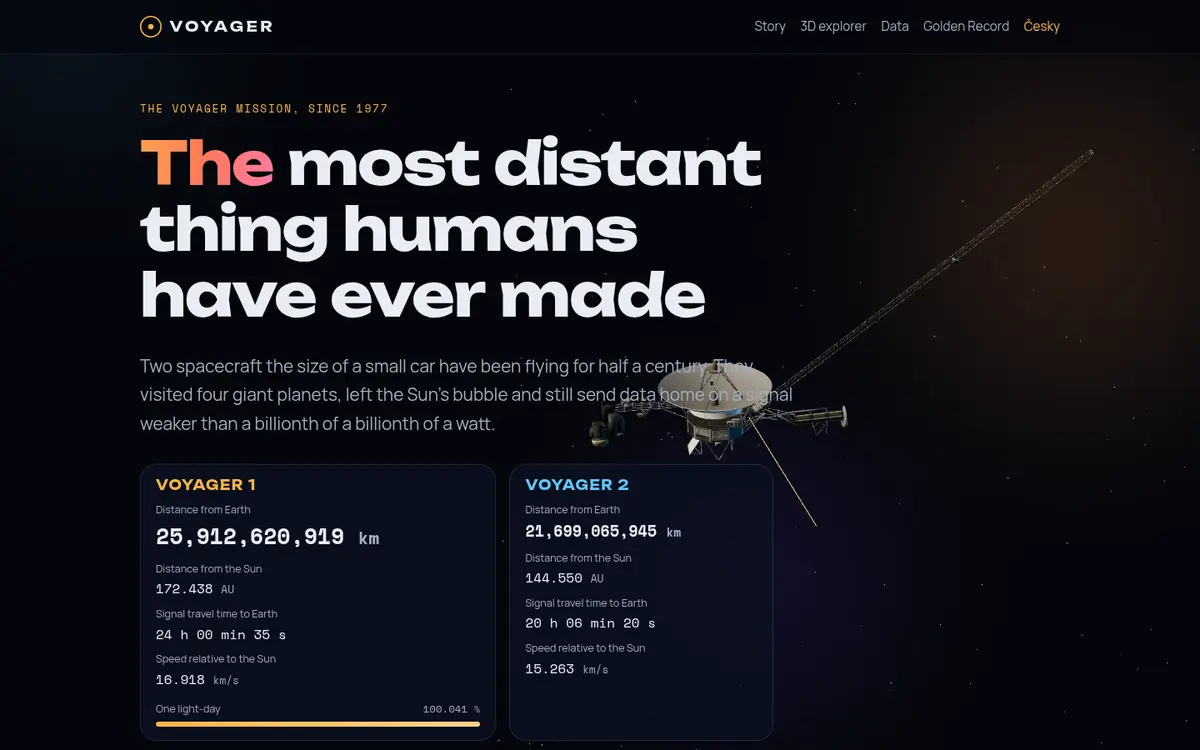 VOYAGER
Story 3D explorer Data Golden Record Česky
THE VOYAGER MISSION, SINCE 1977
The most distant
thing humans
have ever made
Two spacecraft the size of a small car have been flying for half a century. They
visited four giant planets, left the Sun's bubble and still send data home on a signal
weaker than a billionth of a billionth of a watt.
VOYAGER 1
Distance from Earth
25,912,620,919 km
Distance from the Sun
172.438 AU
Signal travel time to Earth
24 h 00 min 35 s
Speed relative to the Sun
16.918 km/s
One light-day 100.041 %
VOYAGER 2
Distance from Earth
21,699,065,945 km
Distance from the Sun
144.550 AU
Signal travel time to Earth
20 h 06 min 20 s
Speed relative to the Sun
15.263 km/s